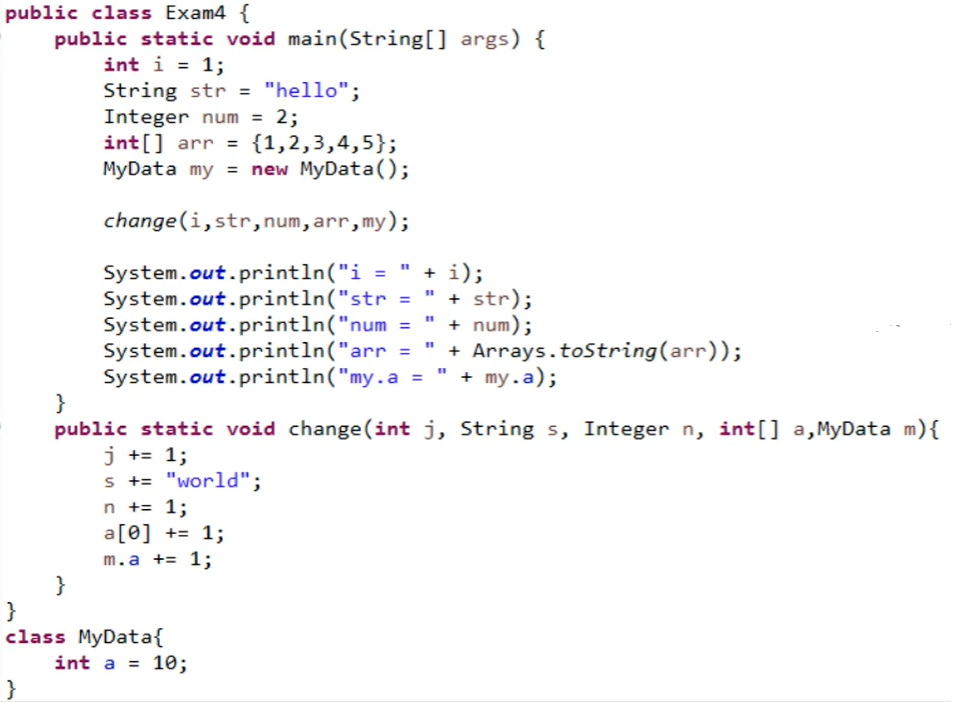 public class Exam4 {
public static void main(String[] args) {
int i = 1;
String str = "hello";
Integer num = 2;
int[] arr = {1,2,3,4,5};
MyData my = new MyData();
change(i,str,num,arr,my);
System.out.println("i = " + i);
System.out.println("str = " + str);
System.out.println("num = " + num);
System.out.println("arr = " + Arrays.toString(arr));
System.out.println("my.a = " + my.a);
}
public static void change(int j, String s, Integer n, int[] a,MyData m){
j += 1;
s += "world";
n += 1;
a[0] += 1;
m.a += 1;
}
}
class MyData{
int a = 10;
}